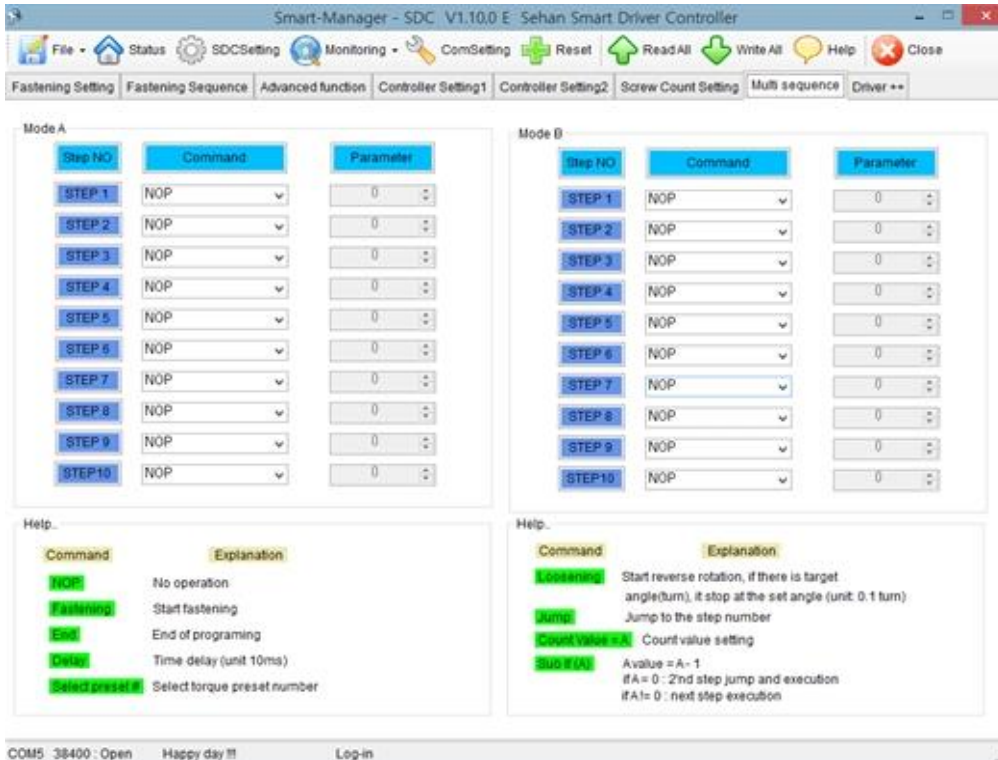 Smart-Manager - SDC V1.10.0 E Sehan Smart Driver Controller
File Status SDCSetting Monitoring ComSetting Reset Read All Write All Help Close
Fastening Setting Fastening Sequence Advanced function Controller Setting1 Controller Setting2 Screw Count Setting Multi sequence Driver ++
Mode A
Step NO Command Parameter
STEP 1 NOP 0
STEP 2 NOP 0
STEP 3 NOP 0
STEP 4 NOP 0
STEP 5 NOP 0
STEP 6 NOP 0
STEP 7 NOP 0
STEP 8 NOP 0
STEP 9 NOP 0
STEP10 NOP 0
Mode B
Step NO Command Parameter
STEP 1 NOP 0
STEP 2 NOP 0
STEP 3 NOP 0
STEP 4 NOP 0
STEP 5 NOP 0
STEP 6 NOP 0
STEP 7 NOP 0
STEP 8 NOP 0
STEP 9 NOP 0
STEP10 NOP 0
Help..
Command Explanation
NOP No operation
Fastening Start fastening
End End of programing
Delay Time delay (unit 10ms)
Select preset # Select torque preset number
Help..
Command Explanation
Loosening Start reverse rotation, if there is target
angle(turn), it stop at the set angle (unit: 0.1 turn)
Jump Jump to the step number
Count Value = A Count value setting
Sub If (A) A value = A - 1
if A = 0 : 2'nd step jump and execution
if A != 0 : next step execution
COM5 38400 : Open Happy day !!! Log-in